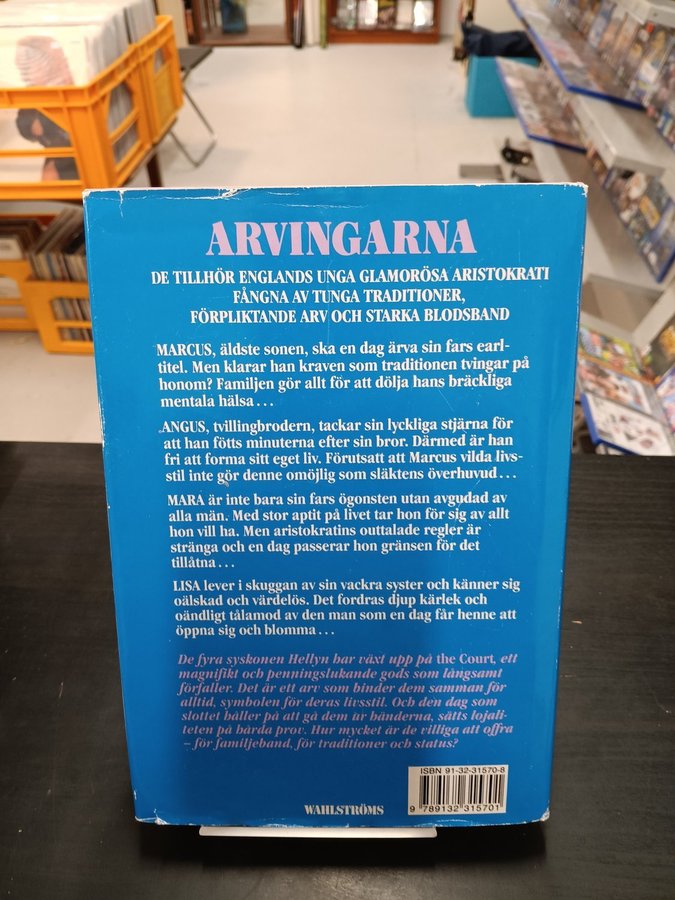 ARVINGARNA
DE TILLHÖR ENGLANDS UNGA GLAMORÖSA ARISTOKRATI
FÅNGNA AV TUNGA TRADITIONER,
FÖRPLIKTANDE ARV OCH STARKA BLODSBAND
MARCUS, äldste sonen, ska en dag ärva sin fars earl-
titel. Men klarar han kraven som traditionen tvingar på
honom? Familjen gör allt för att dölja hans bräckliga
mentala hälsa...
ANGUS, tvillingbrodern, tackar sin lyckliga stjärna för
att han fötts minuterna efter sin bror. Därmed är han
fri att forma sitt eget liv. Förutsatt att Marcus vilda livs-
stil inte gör denne omöjlig som släktens överhuvud...
MARA är inte bara sin fars ögonsten utan avgudad av
alla män. Med stor aptit på livet tar hon för sig av allt
hon vill ha. Men aristokratins outtalade regler är
stränga och en dag passerar hon gränsen för det
tillåtna...
LISA lever i skuggan av sin vackra syster och känner sig
oälskad och värdelös. Det fordras djup kärlek och
oändligt tålamod av den man som en dag får henne att
öppna sig och blomma...
De fyra syskonen Hellyn har växt upp på the Court, ett
magnifikt och penningslukande gods som långsamt
förfaller. Det är ett arv som binder dem samman för
alltid, symbolen för deras livsstil. Och den dag som
slottet håller på att gå dem ur händerna, sätts lojali-
teten på hårda prov. Hur mycket är de villiga att offra
– för familjeband, för traditioner och status?
ISBN 91-32-31570-8
9 789132 315701
WAHLSTRÖMS